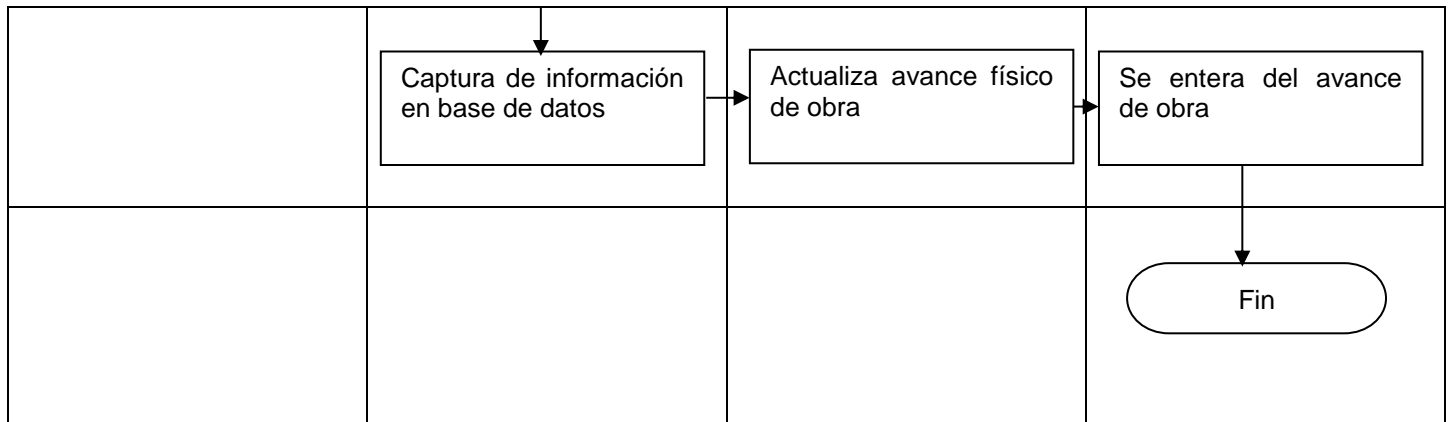 Captura de información
en base de datos
Actualiza avance físico
de obra
Se entera del avance
de obra
Fin